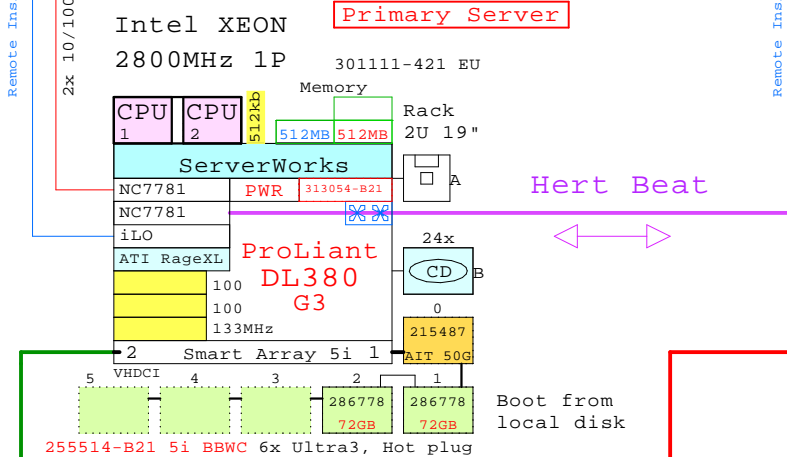 Remote Ins
2x 10/100
Intel XEON
2800MHz 1P
Primary Server
Remote Ins
301111-421 EU
Memory
CPU
1
CPU
2
512kb
512MB
512MB
Rack
2U 19"
ServerWorks
NC7781
PWR
313054-B21
A
NC7781
Hert Beat
iLO
ATI RageXL
ProLiant
DL380
G3
24x
CD
B
100
100
133MHz
0
215487
AIT 50G
2
Smart Array 5i
1
VHDCI
5
4
3
2
1
286778
72GB
286778
72GB
Boot from
local disk
255514-B21 5i BBWC 6x Ultra3, Hot plug